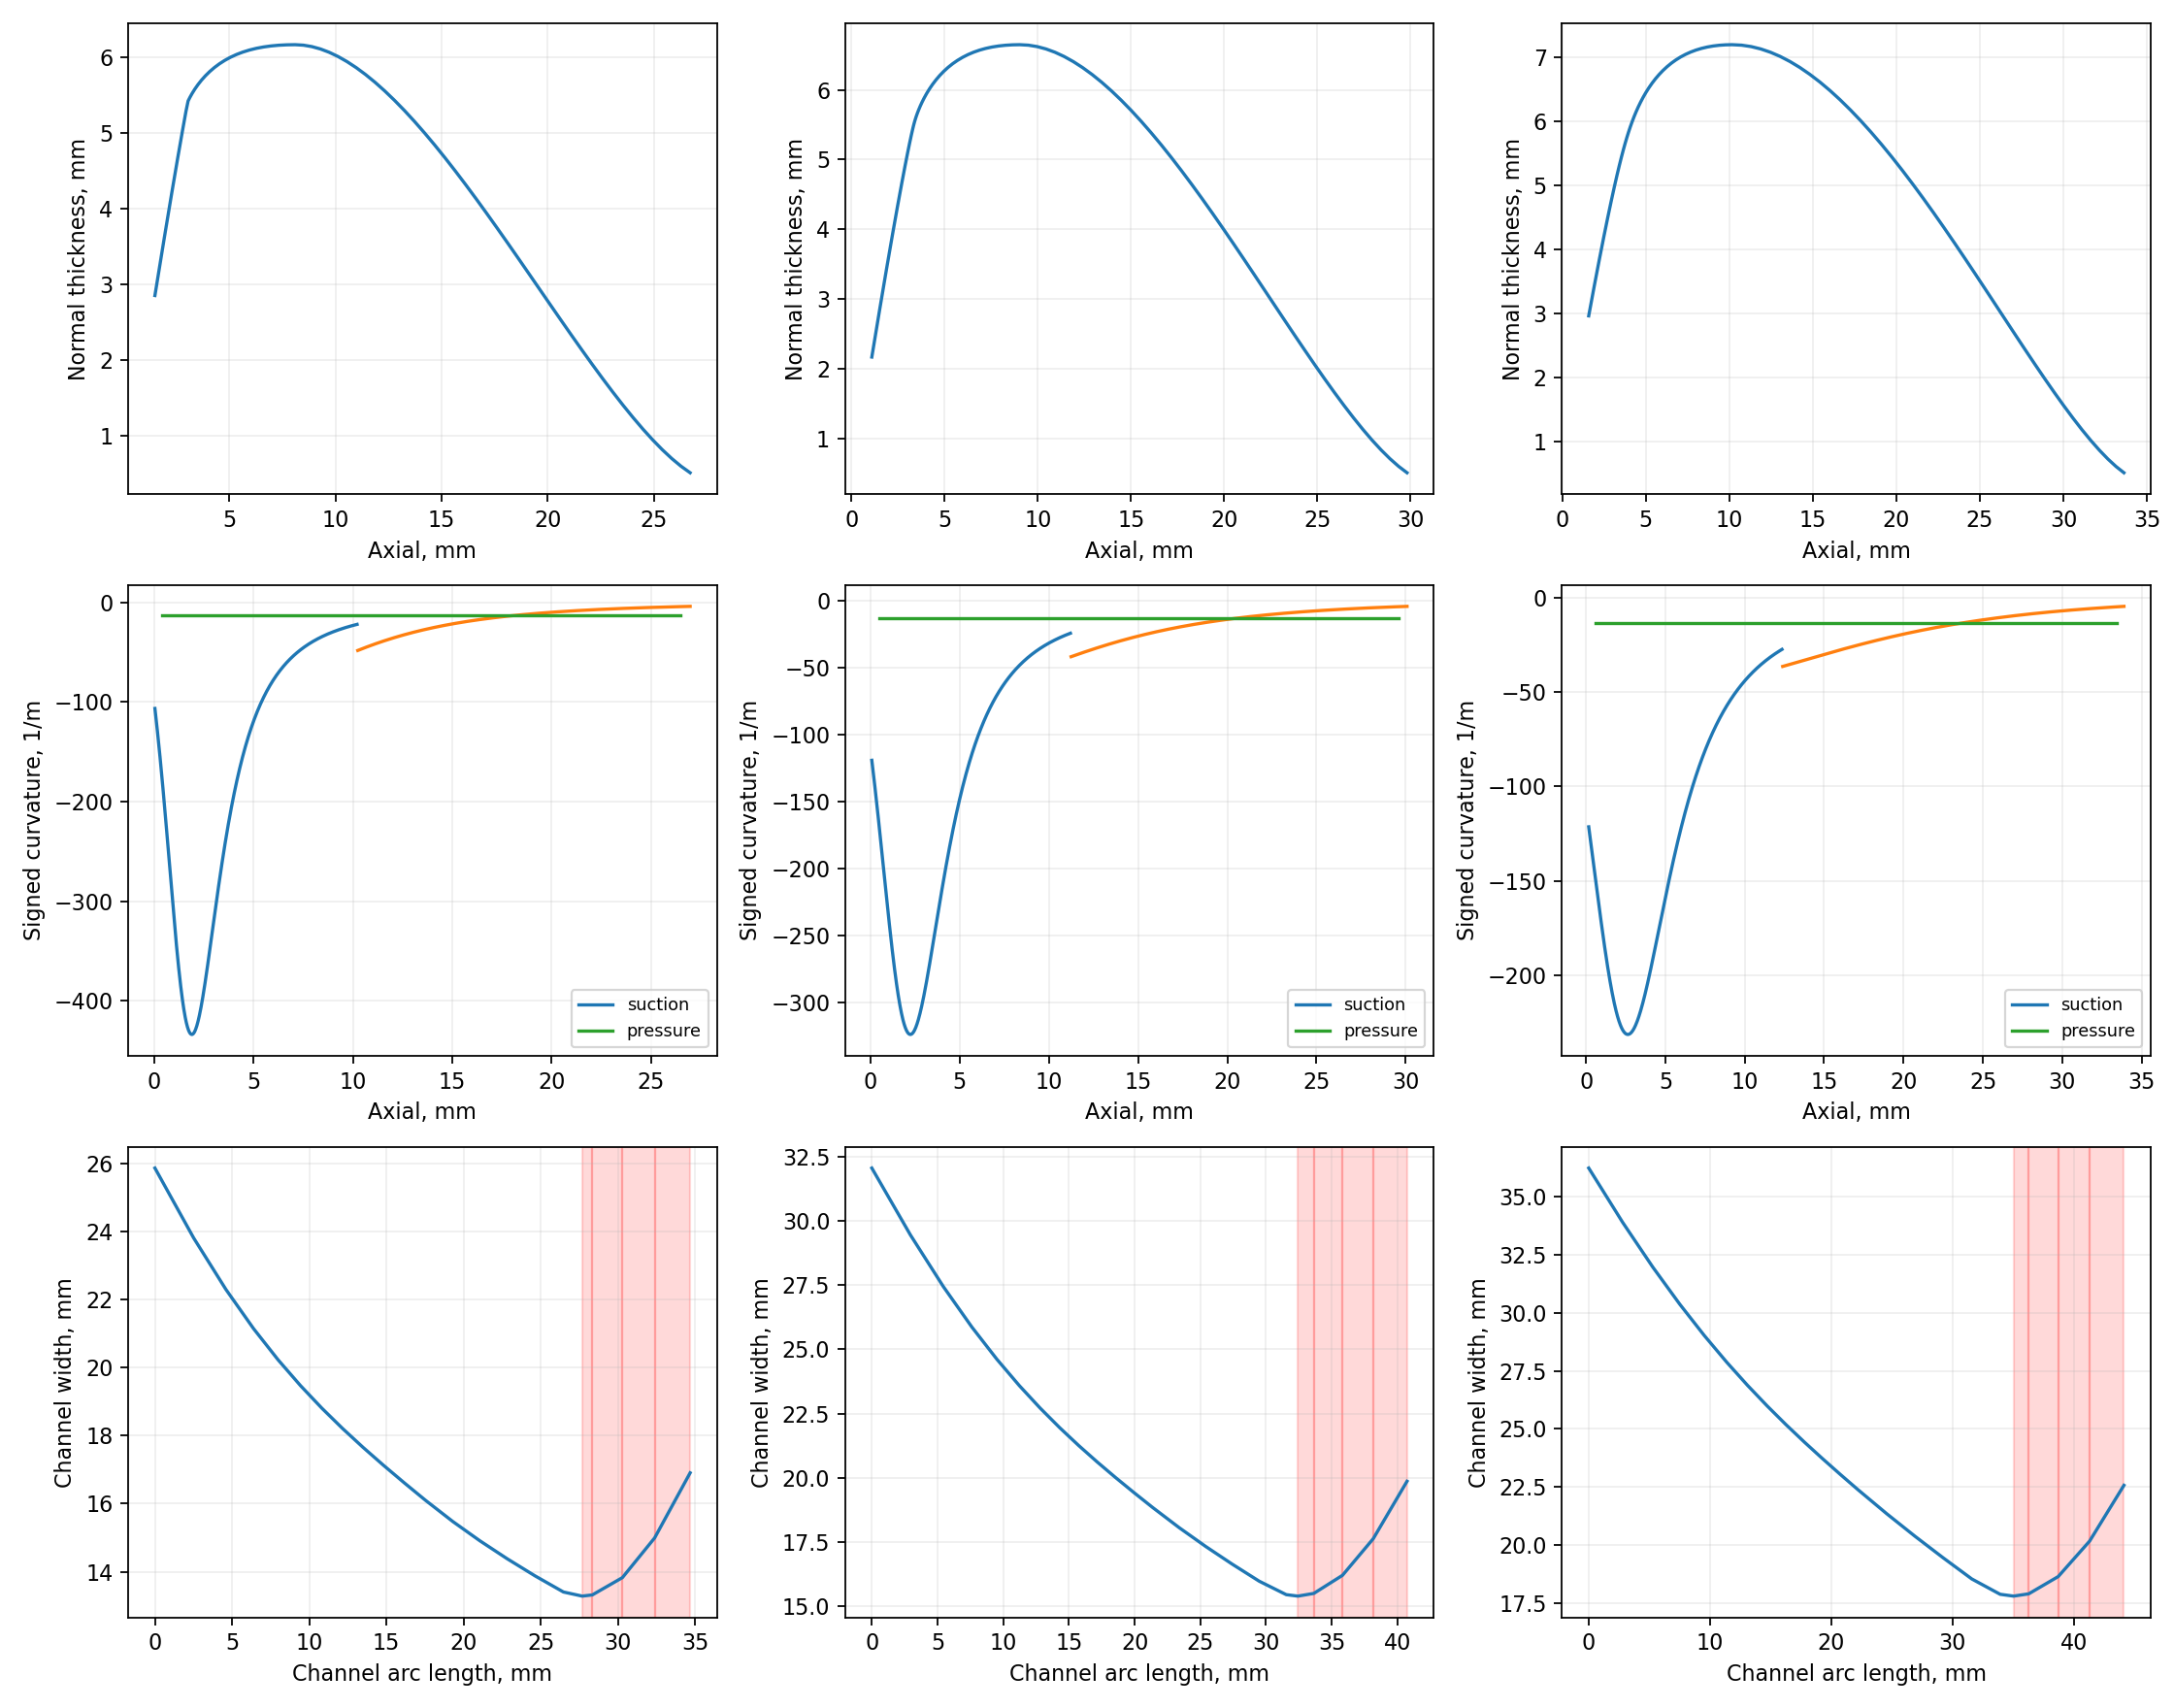 Normal thickness, mm
6
5
4
3
2
1
5 10 15 20 25
Axial, mm
Normal thickness, mm
6
5
4
3
2
1
0 5 10 15 20 25 30
Axial, mm
Normal thickness, mm
7
6
5
4
3
2
1
0 5 10 15 20 25 30 35
Axial, mm
Signed curvature, 1/m
0
−100
−200
−300
−400
suction
pressure
0 5 10 15 20 25
Axial, mm
Signed curvature, 1/m
0
−50
−100
−150
−200
−250
−300
suction
pressure
0 5 10 15 20 25 30
Axial, mm
Signed curvature, 1/m
0
−50
−100
−150
−200
suction
pressure
0 5 10 15 20 25 30 35
Axial, mm
Channel width, mm
26
24
22
20
18
16
14
0 5 10 15 20 25 30 35
Channel arc length, mm
Channel width, mm
32.5
30.0
27.5
25.0
22.5
20.0
17.5
15.0
0 5 10 15 20 25 30 35 40
Channel arc length, mm
Channel width, mm
35.0
32.5
30.0
27.5
25.0
22.5
20.0
17.5
0 10 20 30 40
Channel arc length, mm